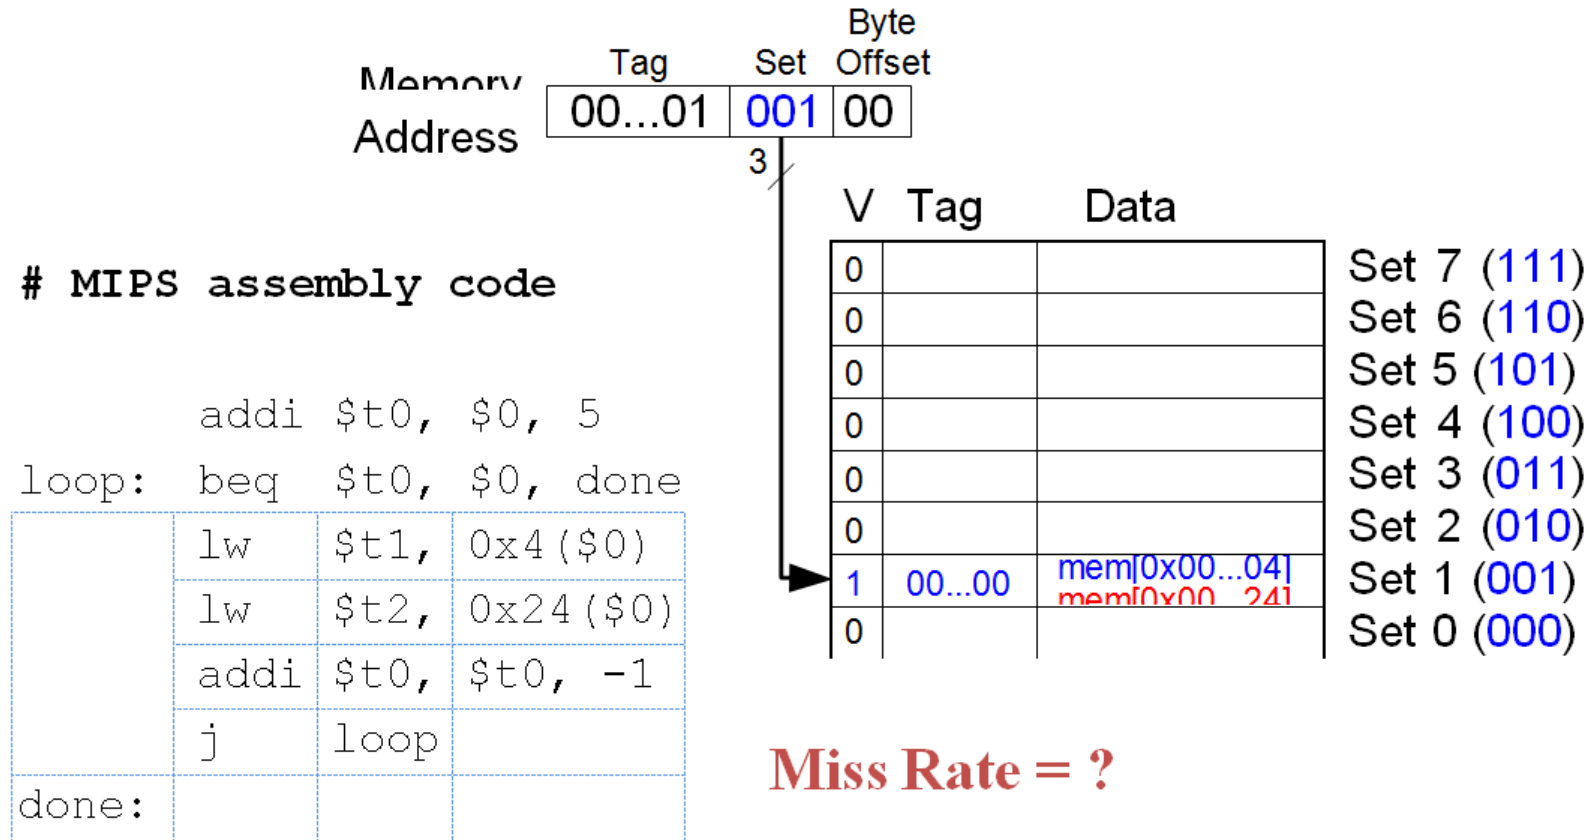 Byte
Tag Set Offset
Memory
Address 00...01 001 00
3
V Tag Data
# MIPS assembly code
0 Set 7 (111)
0 Set 6 (110)
0 Set 5 (101)
addi $t0, $0, 5
0 Set 4 (100)
loop: beq $t0, $0, done
0 Set 3 (011)
lw $t1, 0x4($0)
0 Set 2 (010)
mem[0x00...04]
1 00...00 Set 1 (001)
mem[0x00...24]
lw $t2, 0x24($0)
0 Set 0 (000)
addi $t0, $t0, -1
j loop
Miss Rate = ?
done: